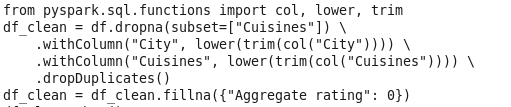 from pyspark.sql.functions import col, lower, trim
df_clean = df.dropna(subset=["Cuisines"]) \
    .withColumn("City", lower(trim(col("City")))) \
    .withColumn("Cuisines", lower(trim(col("Cuisines")))) \
    .dropDuplicates()
df_clean = df_clean.fillna({"Aggregate rating": 0})